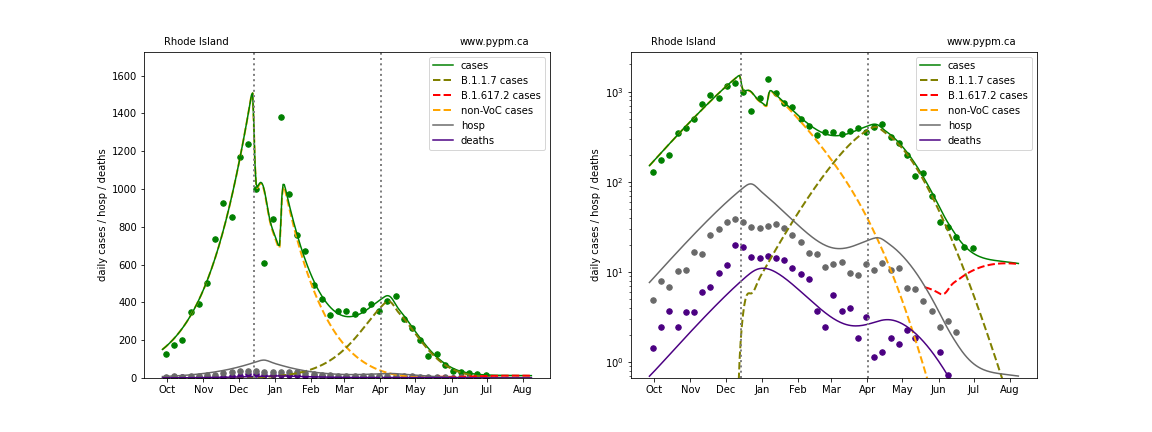 Rhode Island www.pypm.ca
daily cases / hosp / deaths
1600
1400
1200
1000
800
600
400
200
0
cases
B.1.1.7 cases
B.1.617.2 cases
non-VoC cases
hosp
deaths
Oct Nov Dec Jan Feb Mar Apr May Jun Jul Aug
Rhode Island www.pypm.ca
daily cases / hosp / deaths
10³
10²
10¹
10⁰
cases
B.1.1.7 cases
B.1.617.2 cases
non-VoC cases
hosp
deaths
Oct Nov Dec Jan Feb Mar Apr May Jun Jul Aug